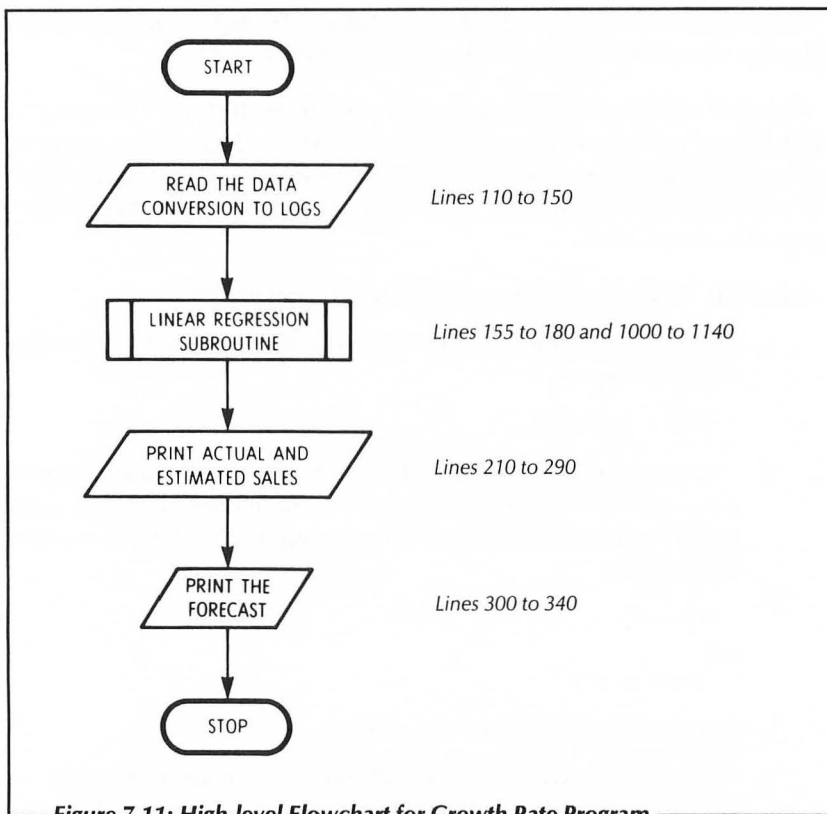 START
READ THE DATA
CONVERSION TO LOGS
Lines 110 to 150
LINEAR REGRESSION
SUBROUTINE
Lines 155 to 180 and 1000 to 1140
PRINT ACTUAL AND
ESTIMATED SALES
Lines 210 to 290
PRINT THE
FORECAST
Lines 300 to 340
STOP
Figure 7.11: High-level Flowchart for Growth Rate Program